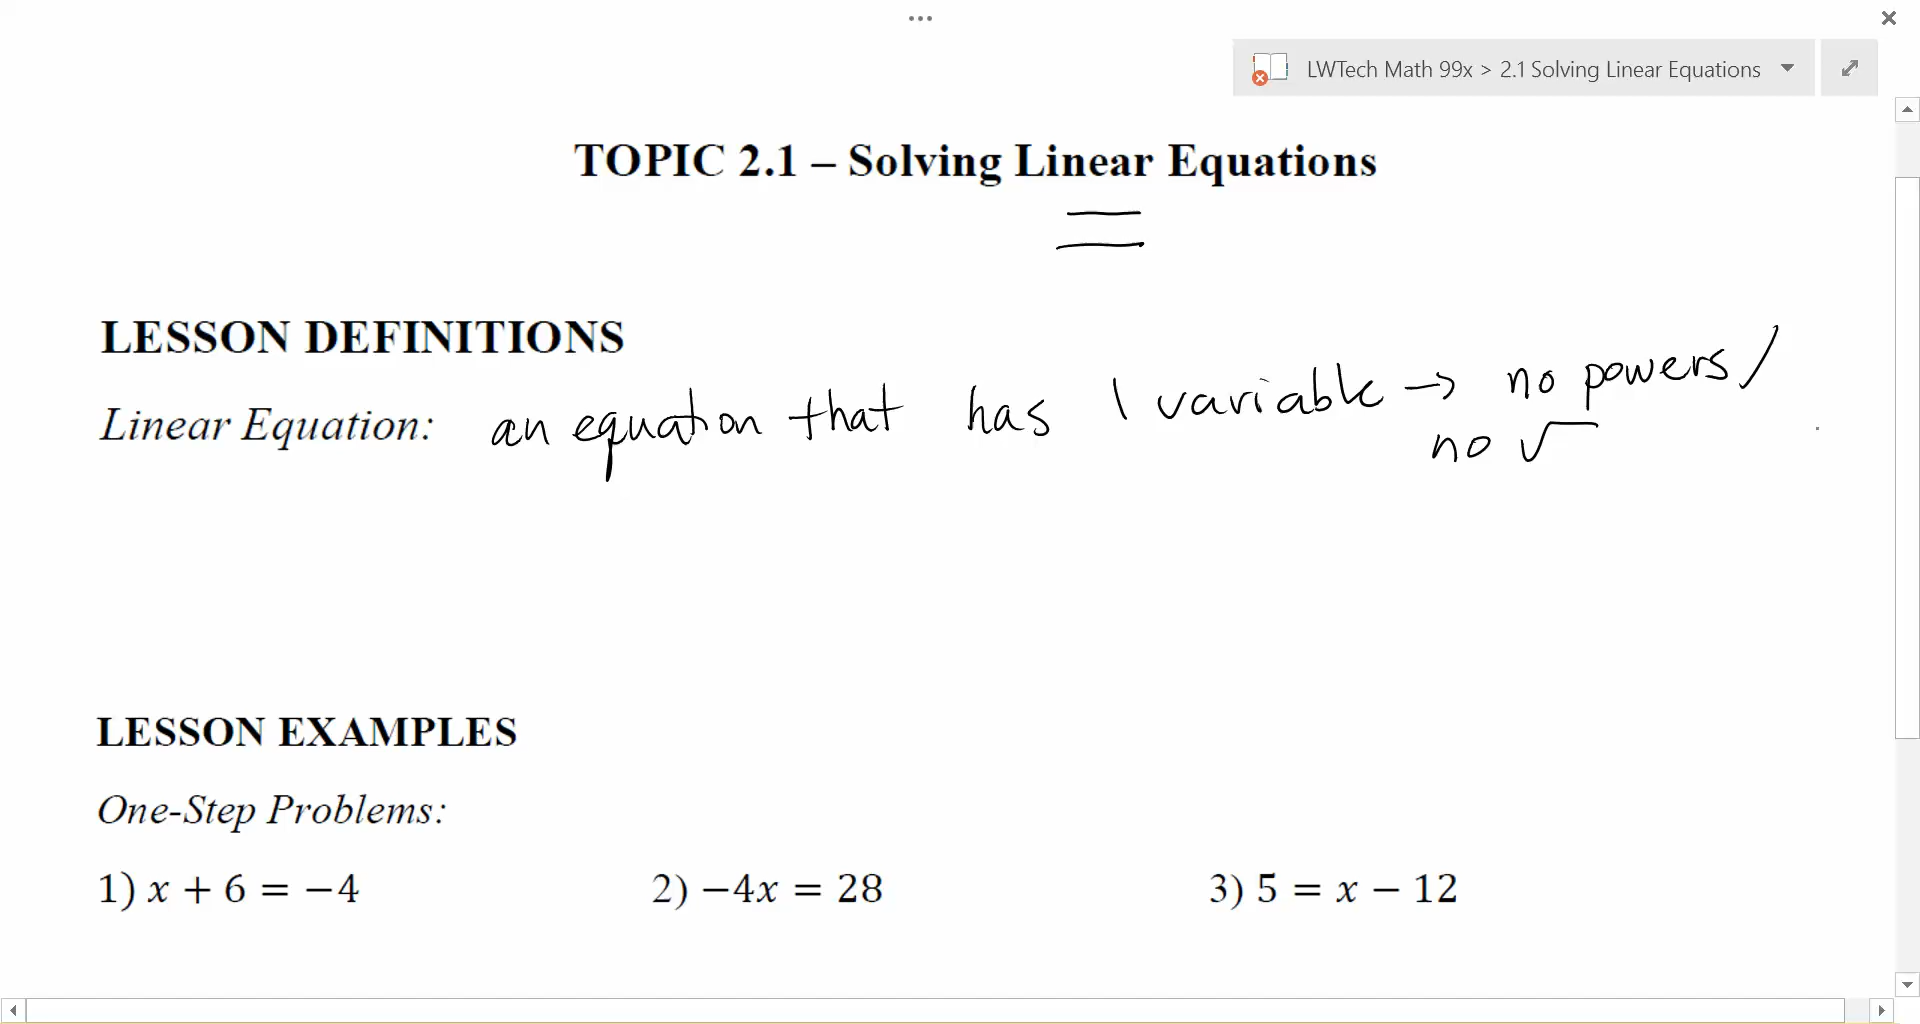 LWTech Math 99x > 2.1 Solving Linear Equations
TOPIC 2.1 – Solving Linear Equations
=
LESSON DEFINITIONS
Linear Equation: an equation that has 1 variable → no powers/
no √
LESSON EXAMPLES
One-Step Problems:
1) x + 6 = −4 2) −4x = 28 3) 5 = x − 12